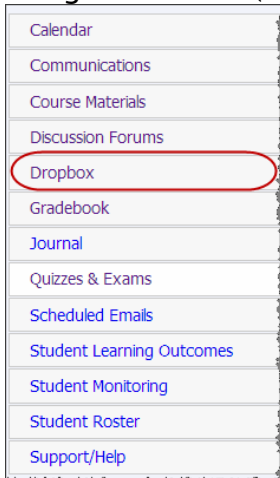 Calendar
Communications
Course Materials
Discussion Forums
Dropbox
Gradebook
Journal
Quizzes & Exams
Scheduled Emails
Student Learning Outcomes
Student Monitoring
Student Roster
Support/Help